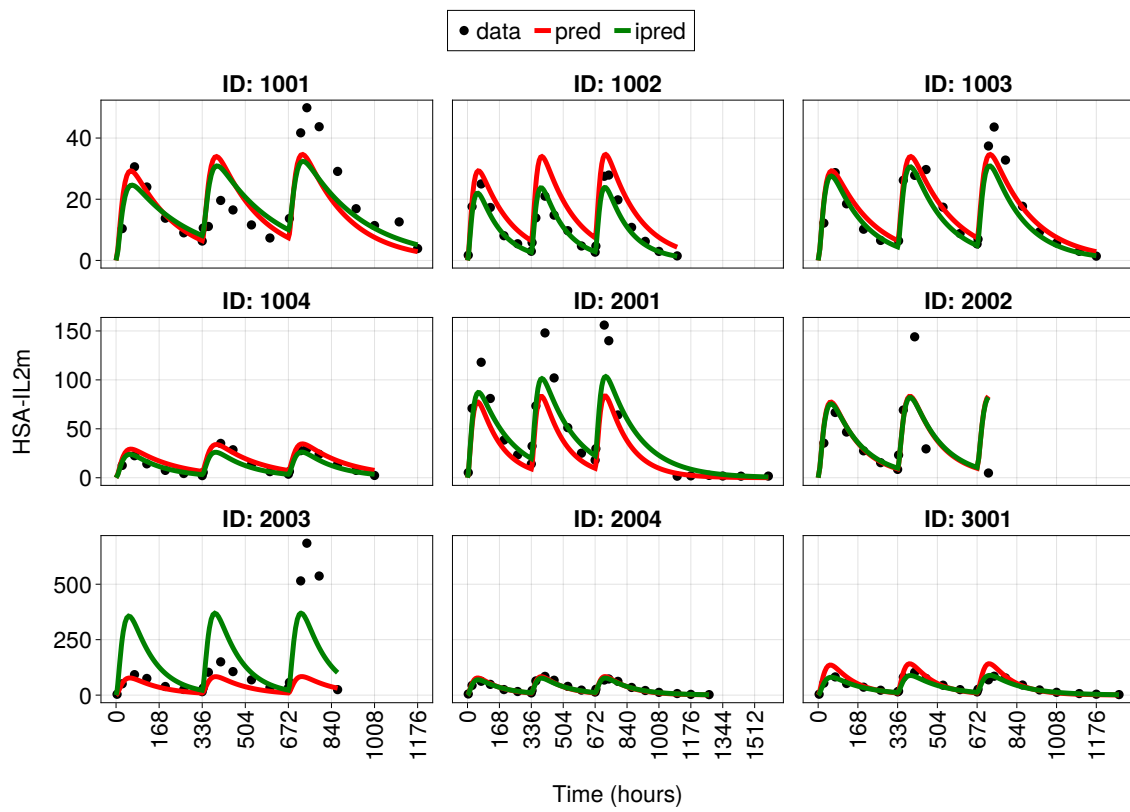 data pred ipred
ID: 1001 ID: 1002 ID: 1003
40
20
0
ID: 1004 ID: 2001 ID: 2002
150
100
50
0
HSA-IL2m
ID: 2003 ID: 2004 ID: 3001
500
250
0
0 168 336 504 672 840 1008 1176 0 168 336 504 672 840 1008 1176 1344 1512 0 168 336 504 672 840 1008 1176
Time (hours)